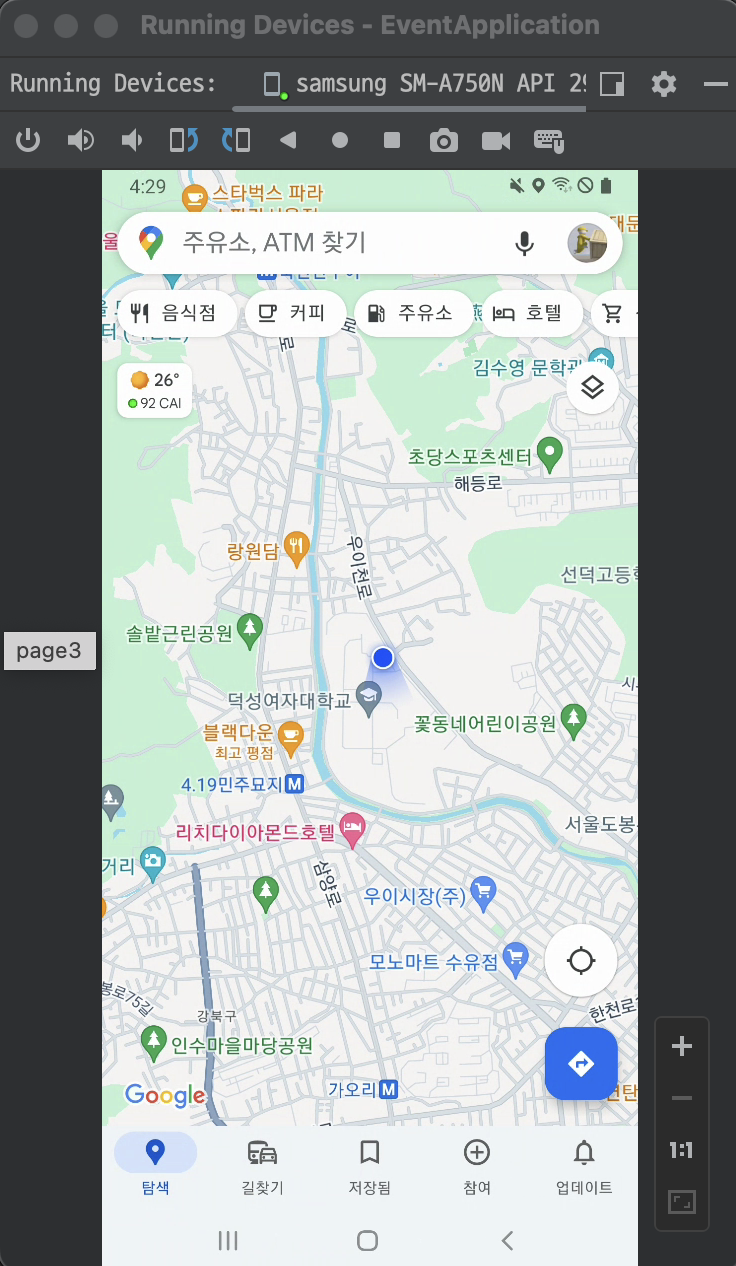 Running Devices - EventApplication
Running Devices:
samsung SM-A750N API 29
4:29
스타벅스 파라
주유소, ATM 찾기
음식점
커피
주유소
호텔
26°
92 CAI
김수영 문학관
초당스포츠센터
해등로
랑원담
우이천로
선덕고등학
솔밭근린공원
page3
덕성여자대학교
꽃동네어린이공원
블랙다운
최고 평점
4.19민주묘지 M
서울도봉
리치다이아몬드호텔
거리
삼양로
우이시장(주)
모노마트 수유점
봉로75길
강북구
한천로
인수마을마당공원
Google
가오리 M
면탄
1:1
탐색
길찾기
저장됨
참여
업데이트